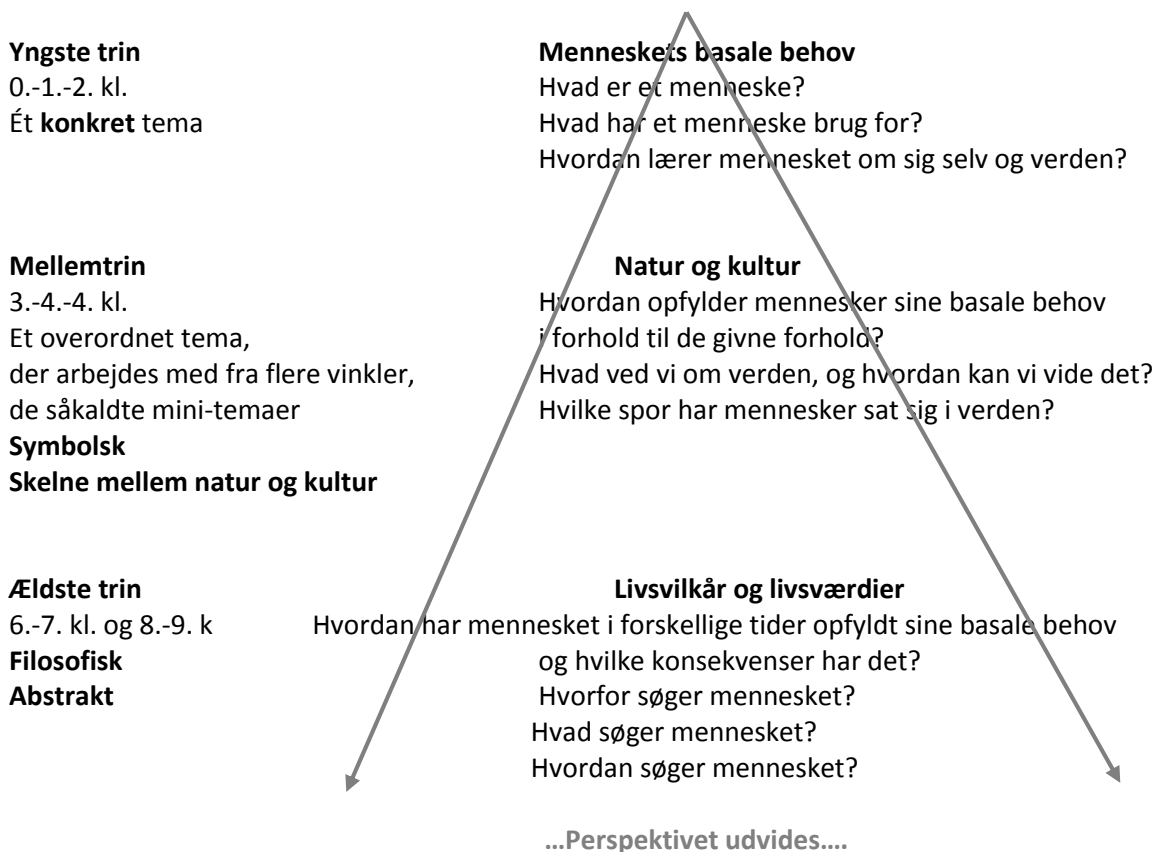 Yngste trin Menneskets basale behov
0.-1.-2. kl. Hvad er et menneske?
Ét konkret tema Hvad har et menneske brug for?
Hvordan lærer mennesket om sig selv og verden?
Mellemtrin Natur og kultur
3.-4.-4. kl. Hvordan opfylder mennesker sine basale behov
Et overordnet tema, i forhold til de givne forhold?
der arbejdes med fra flere vinkler, Hvad ved vi om verden, og hvordan kan vi vide det?
de såkaldte mini-temaer Hvilke spor har mennesker sat sig i verden?
Symbolsk
Skelne mellem natur og kultur
Ældste trin Livsvilkår og livsværdier
6.-7. kl. og 8.-9. k Hvordan har mennesket i forskellige tider opfyldt sine basale behov
Filosofisk og hvilke konsekvenser har det?
Abstrakt Hvorfor søger mennesket?
Hvad søger mennesket?
Hvordan søger mennesket?
…Perspektivet udvides….